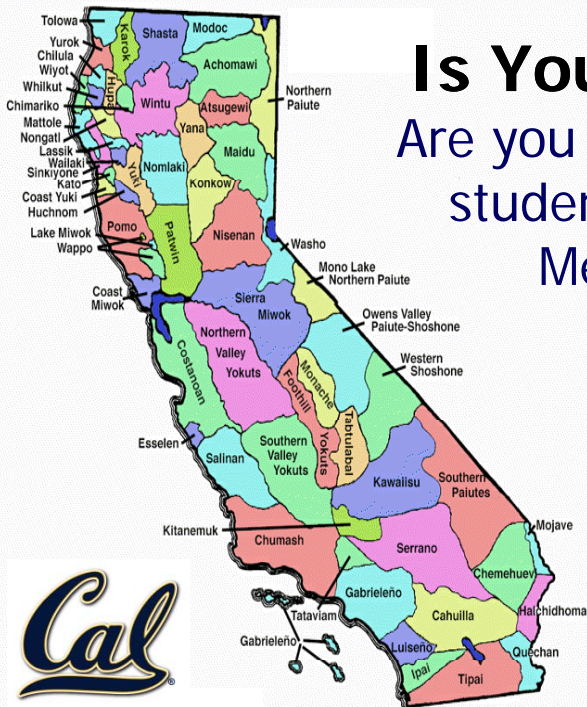 Is You
Are you
studen
Me
Tolowa
Yurok
Chilula
Wiyot
Whilkut
Chimariko
Mattole
Nongatl
Lassik
Wailaki
Sinkiyone
Kato
Coast Yuki
Huchnom
Lake Miwok
Wappo
Coast
Miwok
Karok
Shasta
Modoc
Achomawi
Hupa
Wintu
Atsugewi
Northern
Paiute
Yana
Maidu
Yuki
Nomlaki
Konkow
Pomo
Patwin
Nisenan
Washo
Mono Lake
Northern Paiute
Sierra
Miwok
Owens Valley
Paiute-Shoshone
Northern
Valley
Yokuts
Costanoan
Western
Shoshone
Foothill
Yokuts
Monache
Tabtulabal
Esselen
Salinan
Southern
Valley
Yokuts
Kawaiisu
Southern
Paiutes
Kitanemuk
Chumash
Serrano
Mojave
Chemehuevi
Tataviam
Gabrieleño
Gabrieleño
Cahuilla
Halchidhoma
Luiseño
Quechan
Ipai
Tipai
Cal